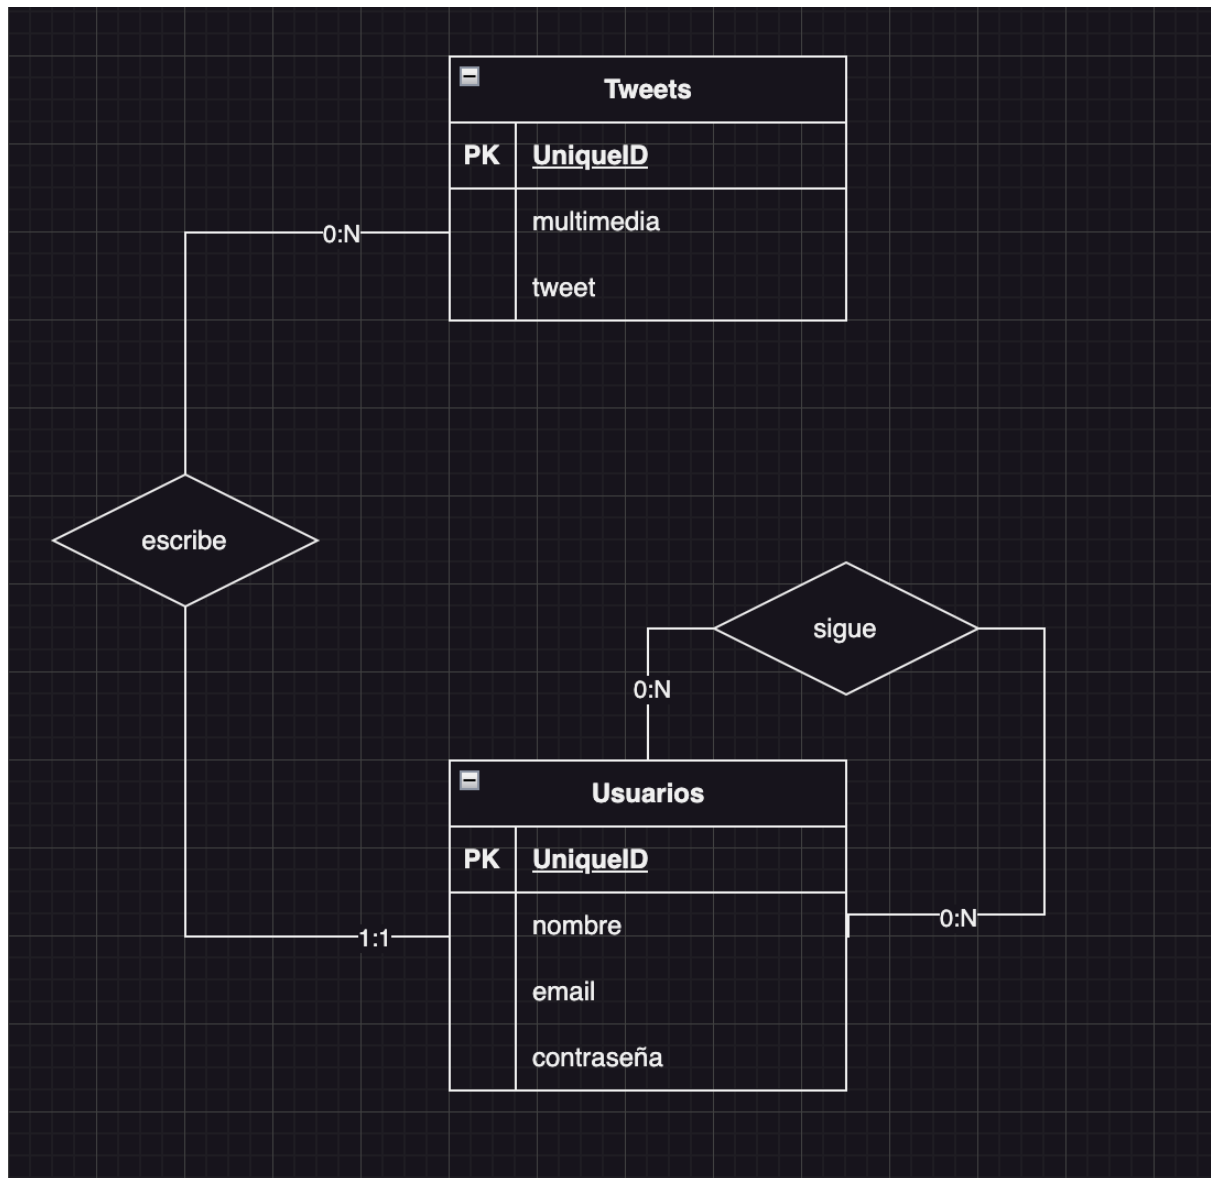 Tweets
PK UniqueID
multimedia
0:N
tweet
escribe
sigue
0:N
Usuarios
PK UniqueID
nombre
0:N
1:1
email
contraseña